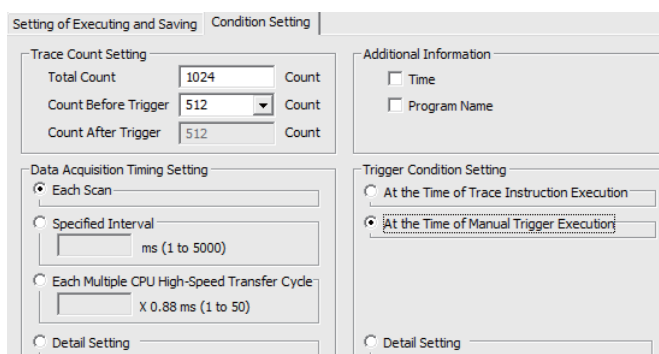 Setting of Executing and Saving
Condition Setting
Trace Count Setting
Total Count 1024 Count
Count Before Trigger 512 Count
Count After Trigger 512 Count
Additional Information
Time
Program Name
Data Acquisition Timing Setting
Each Scan
Specified Interval
ms (1 to 5000)
Each Multiple CPU High-Speed Transfer Cycle
X 0.88 ms (1 to 50)
Detail Setting
Trigger Condition Setting
At the Time of Trace Instruction Execution
At the Time of Manual Trigger Execution
Detail Setting